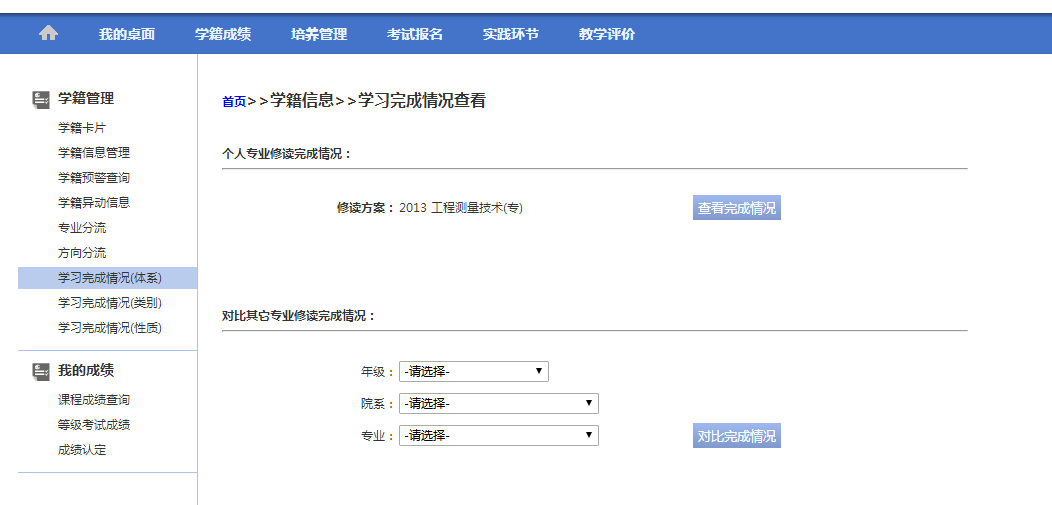 我的桌面 学籍成绩 培养管理 考试报名 实践环节 教学评价
学籍管理
学籍卡片
学籍信息管理
学籍预警查询
学籍异动信息
专业分流
方向分流
学习完成情况(体系)
学习完成情况(类别)
学习完成情况(性质)
我的成绩
课程成绩查询
等级考试成绩
成绩认定
首页>>学籍信息>>学习完成情况查看
个人专业修读完成情况：
修读方案：2013 工程测量技术(专) 查看完成情况
对比其它专业修读完成情况：
年级：-请选择-
院系：-请选择-
专业：-请选择- 对比完成情况